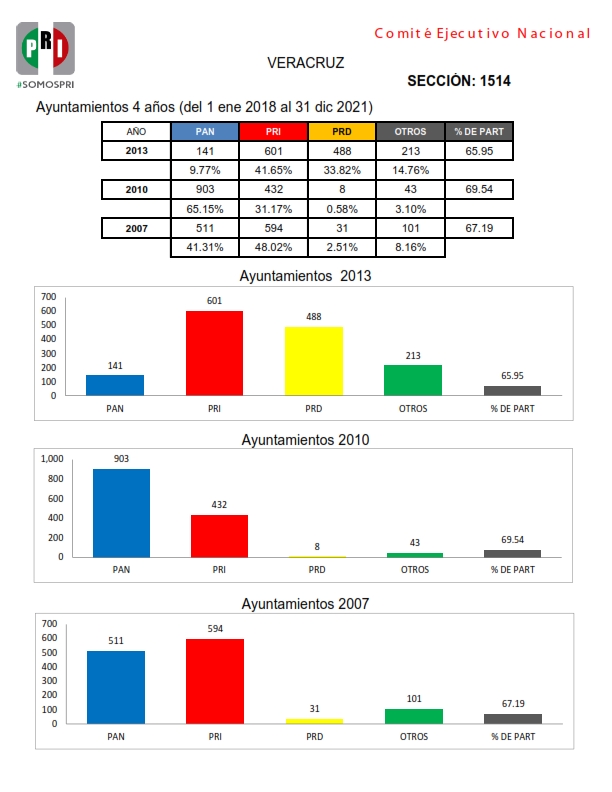 PRI
#SOMOSPRI
Comité Ejecutivo Nacional
VERACRUZ
SECCIÓN: 1514
Ayuntamientos 4 años (del 1 ene 2018 al 31 dic 2021)
AÑO PAN PRI PRD OTROS % DE PART
2013 141 601 488 213 65.95
9.77% 41.65% 33.82% 14.76%
2010 903 432 8 43 69.54
65.15% 31.17% 0.58% 3.10%
2007 511 594 31 101 67.19
41.31% 48.02% 2.51% 8.16%
Ayuntamientos 2013
700
600
500
400
300
200
100
0
141 601 488 213 65.95
PAN PRI PRD OTROS % DE PART
Ayuntamientos 2010
1,000
800
600
400
200
0
903 432 8 43 69.54
PAN PRI PRD OTROS % DE PART
Ayuntamientos 2007
700
600
500
400
300
200
100
0
511 594 31 101 67.19
PAN PRI PRD OTROS % DE PART